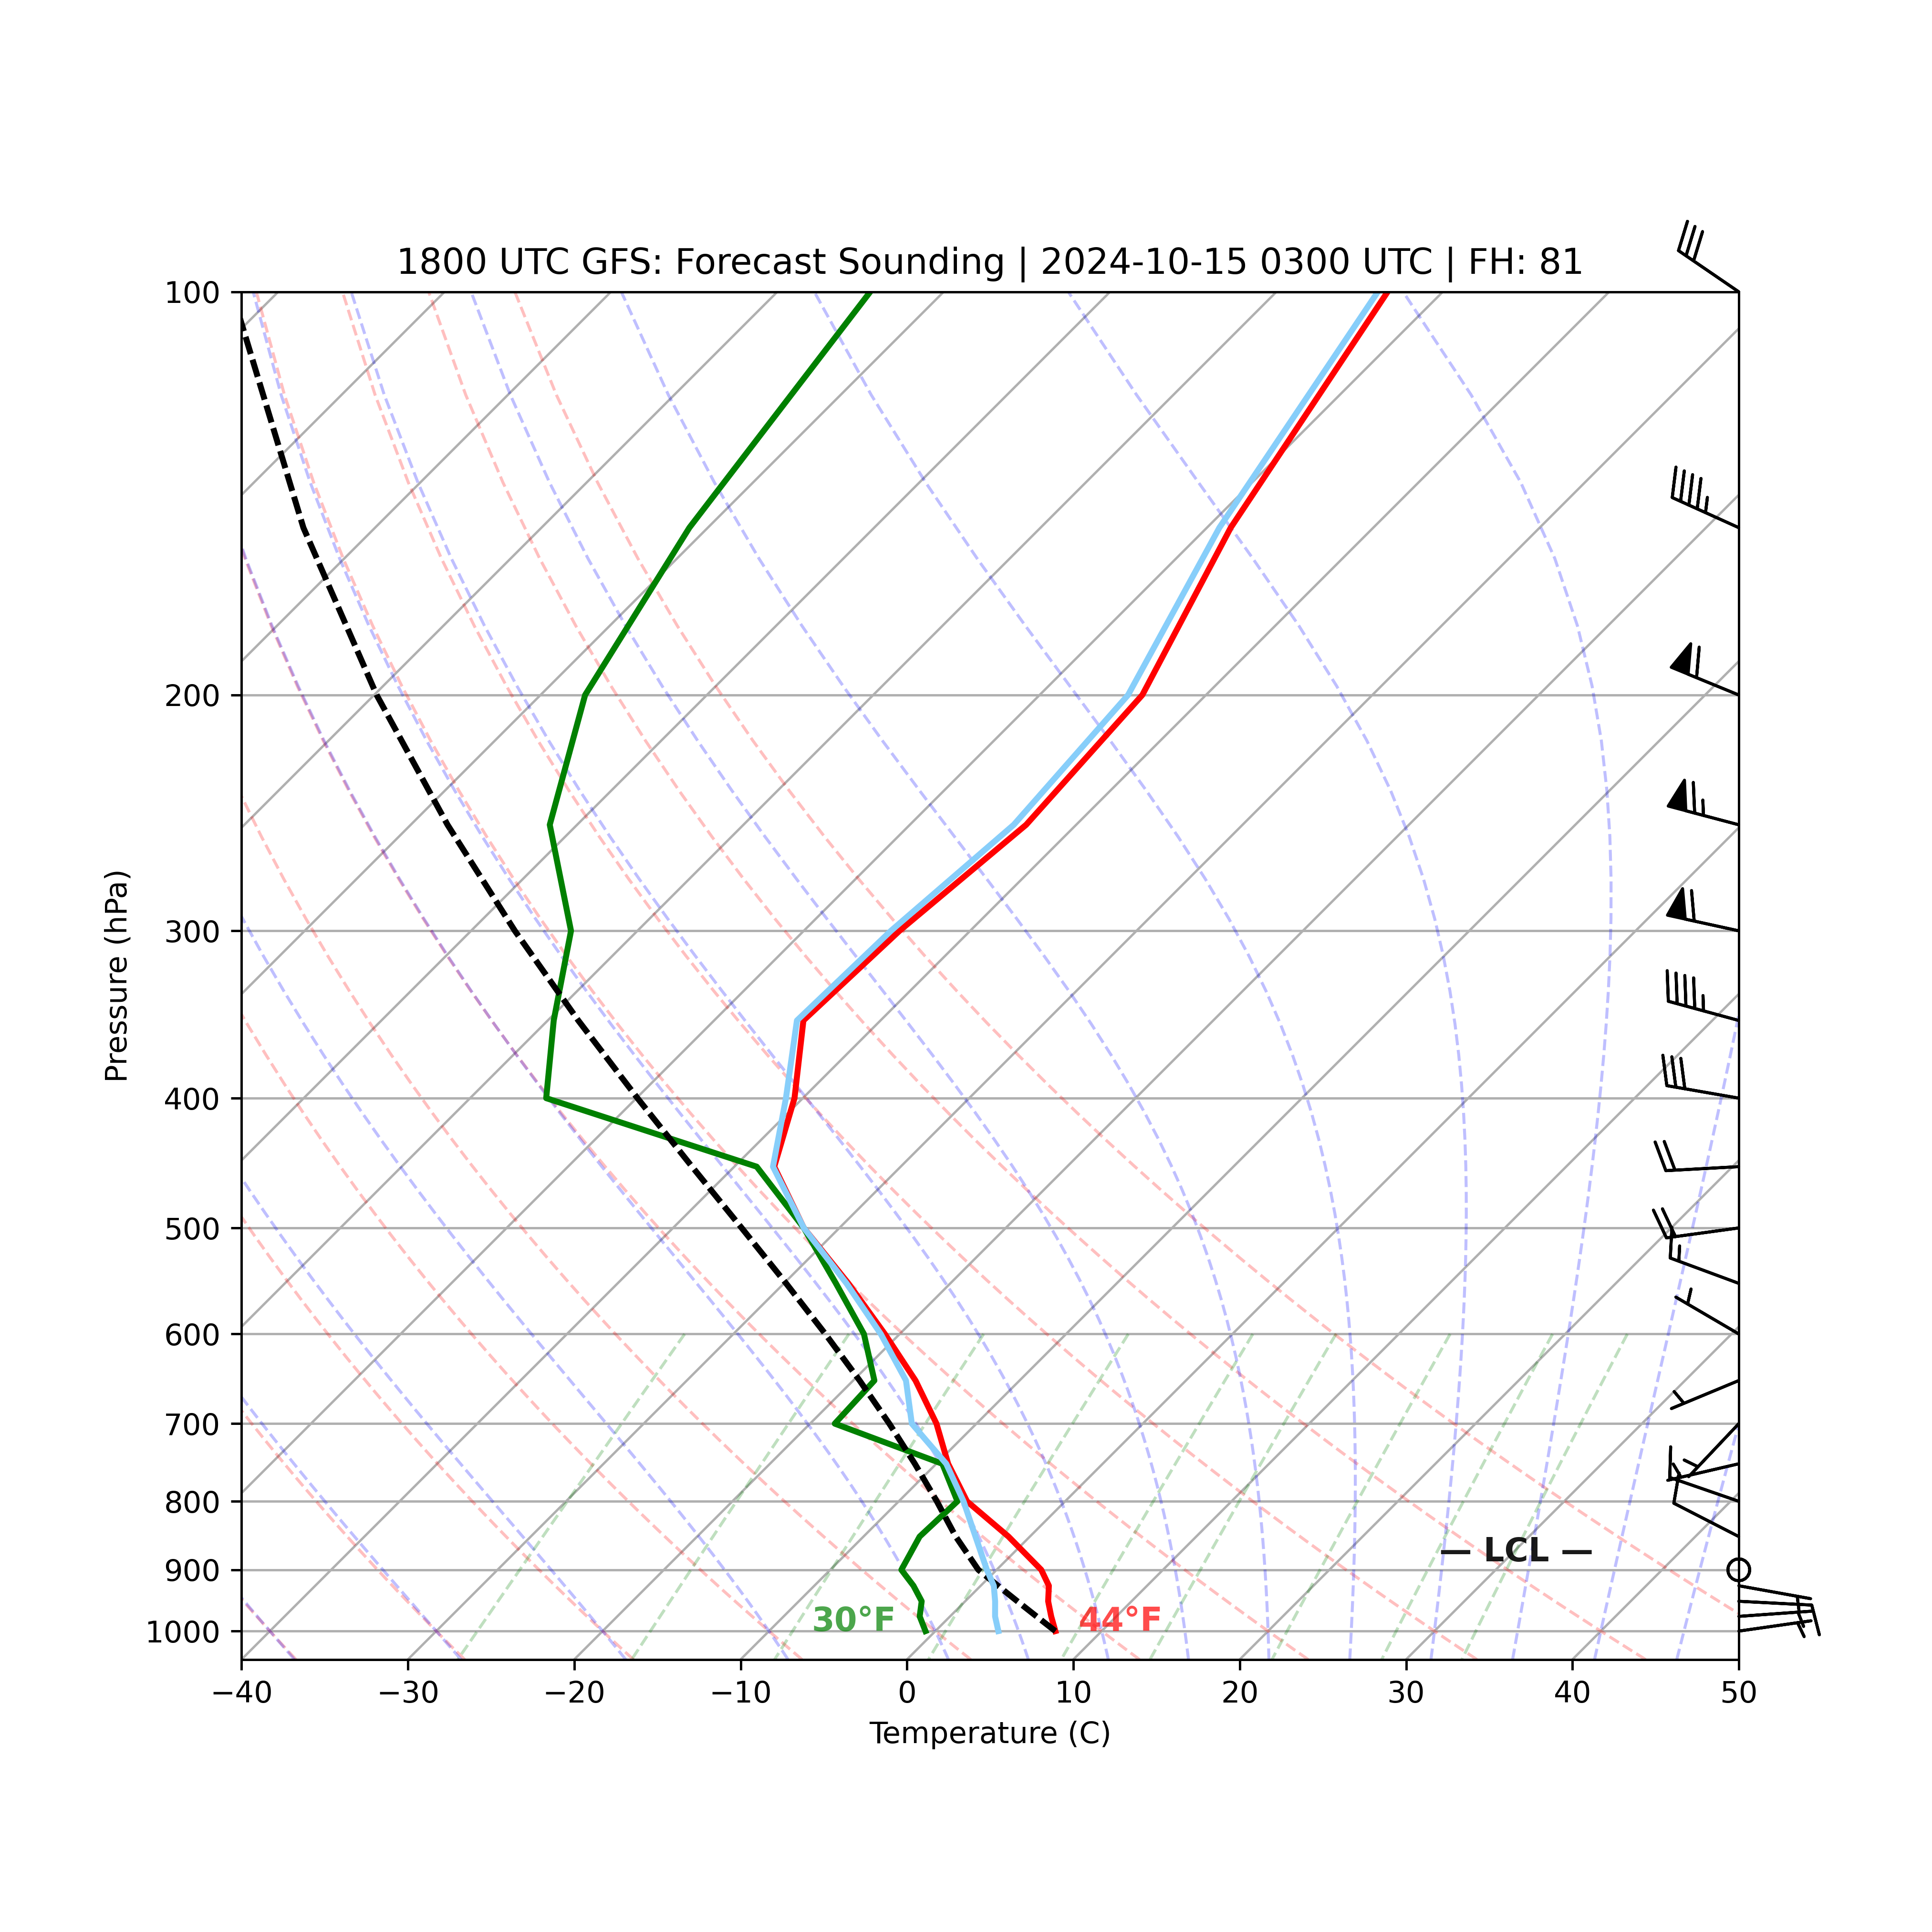 1800 UTC GFS: Forecast Sounding | 2024-10-15 0300 UTC | FH: 81
100
200
300
400
500
600
700
800
900
1000
Pressure (hPa)
— LCL —
30°F
44°F
−40 −30 −20 −10 0 10 20 30 40 50
Temperature (C)